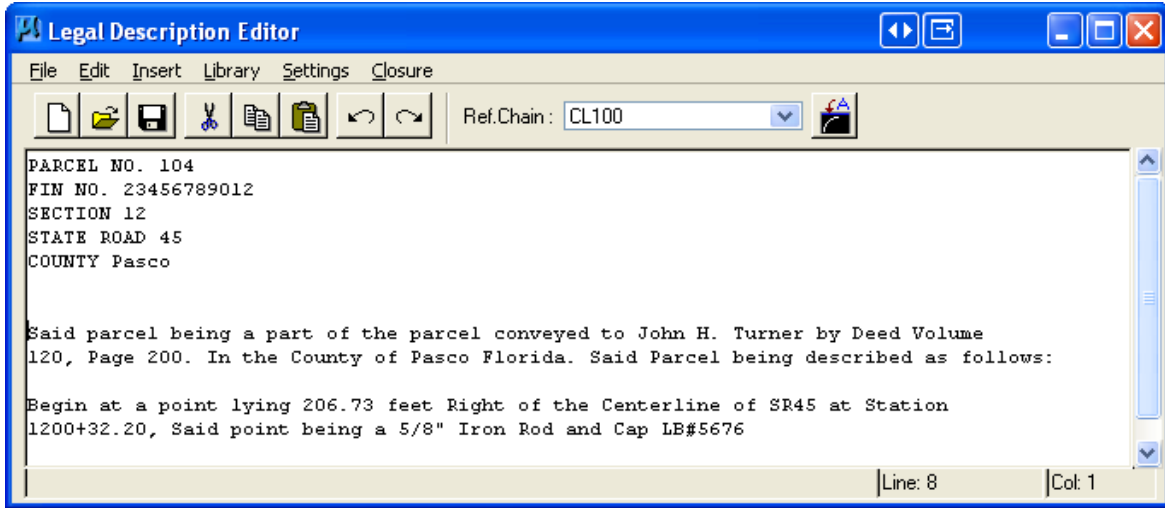 Legal Description Editor
File Edit Insert Library Settings Closure
Ref.Chain : CL100
PARCEL NO. 104
FIN NO. 23456789012
SECTION 12
STATE ROAD 45
COUNTY Pasco
Said parcel being a part of the parcel conveyed to John H. Turner by Deed Volume
120, Page 200. In the County of Pasco Florida. Said Parcel being described as follows:
Begin at a point lying 206.73 feet Right of the Centerline of SR45 at Station
1200+32.20, Said point being a 5/8" Iron Rod and Cap LB#5676
Line: 8 Col: 1